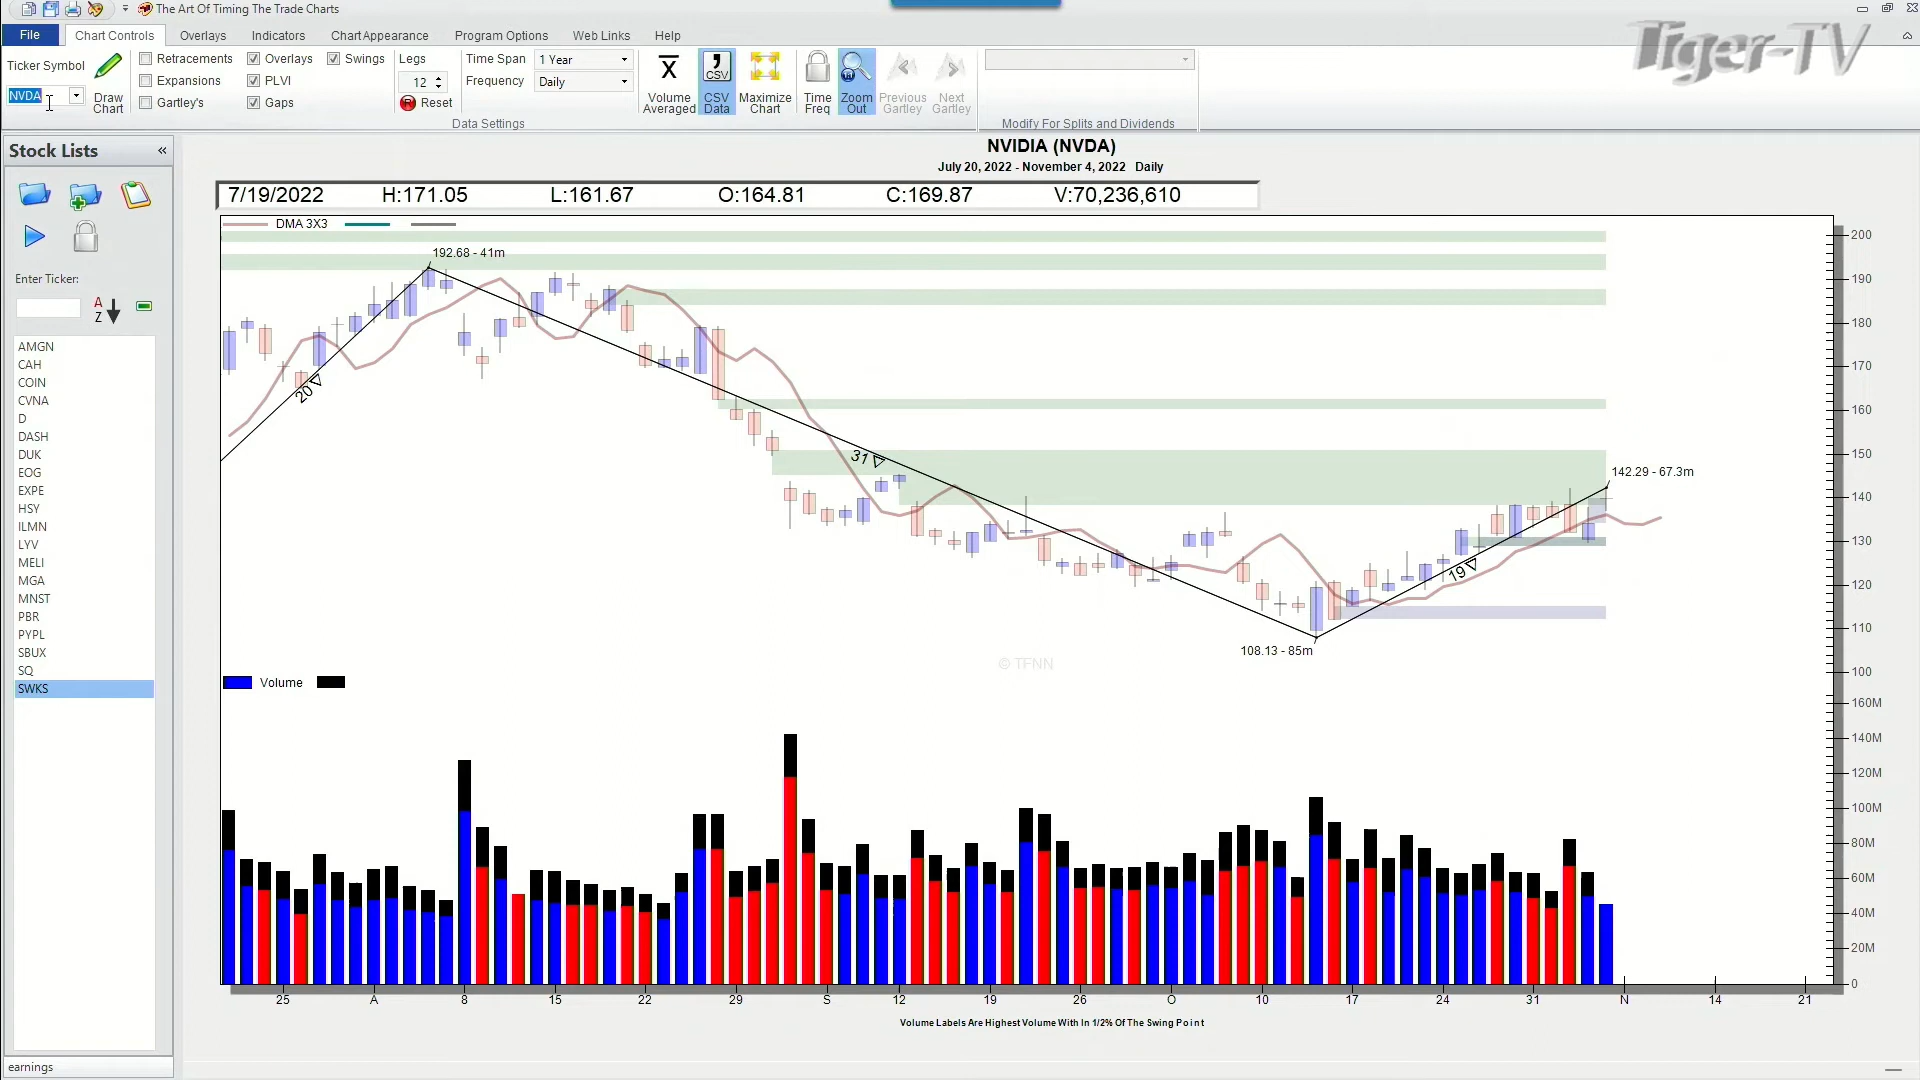 The Art Of Timing The Trade Charts
File Chart Controls Overlays Indicators Chart Appearance Program Options Web Links Help
Tiger-TV
Ticker Symbol
NVDA
Draw Chart
Retracements
Expansions
Gartley's
Overlays
PLVI
Gaps
Swings
Legs
12
Reset
Time Span 1 Year
Frequency Daily
Data Settings
Volume Averaged
CSV Data
Maximize Chart
Time Freq
Zoom Out
Previous Gartley
Next Gartley
Modify For Splits and Dividends
Stock Lists
Enter Ticker:
A
Z
AMGN
CAH
COIN
CVNA
D
DASH
DUK
EOG
EXPE
HSY
ILMN
LYV
MELI
MGA
MNST
PBR
PYPL
SBUX
SQ
SWKS
earnings
NVIDIA (NVDA)
July 20, 2022 - November 4, 2022 Daily
7/19/2022 H:171.05 L:161.67 O:164.81 C:169.87 V:70,236,610
DMA 3X3
192.68 - 41m
20
31
142.29 - 67.3m
19
108.13 - 85m
© TFNN
Volume
200
190
180
170
160
150
140
130
120
110
100
160M
140M
120M
100M
80M
60M
40M
20M
0
25 A 8 15 22 29 S 12 19 26 O 10 17 24 31 N 14 21
Volume Labels Are Highest Volume With In 1/2% Of The Swing Point